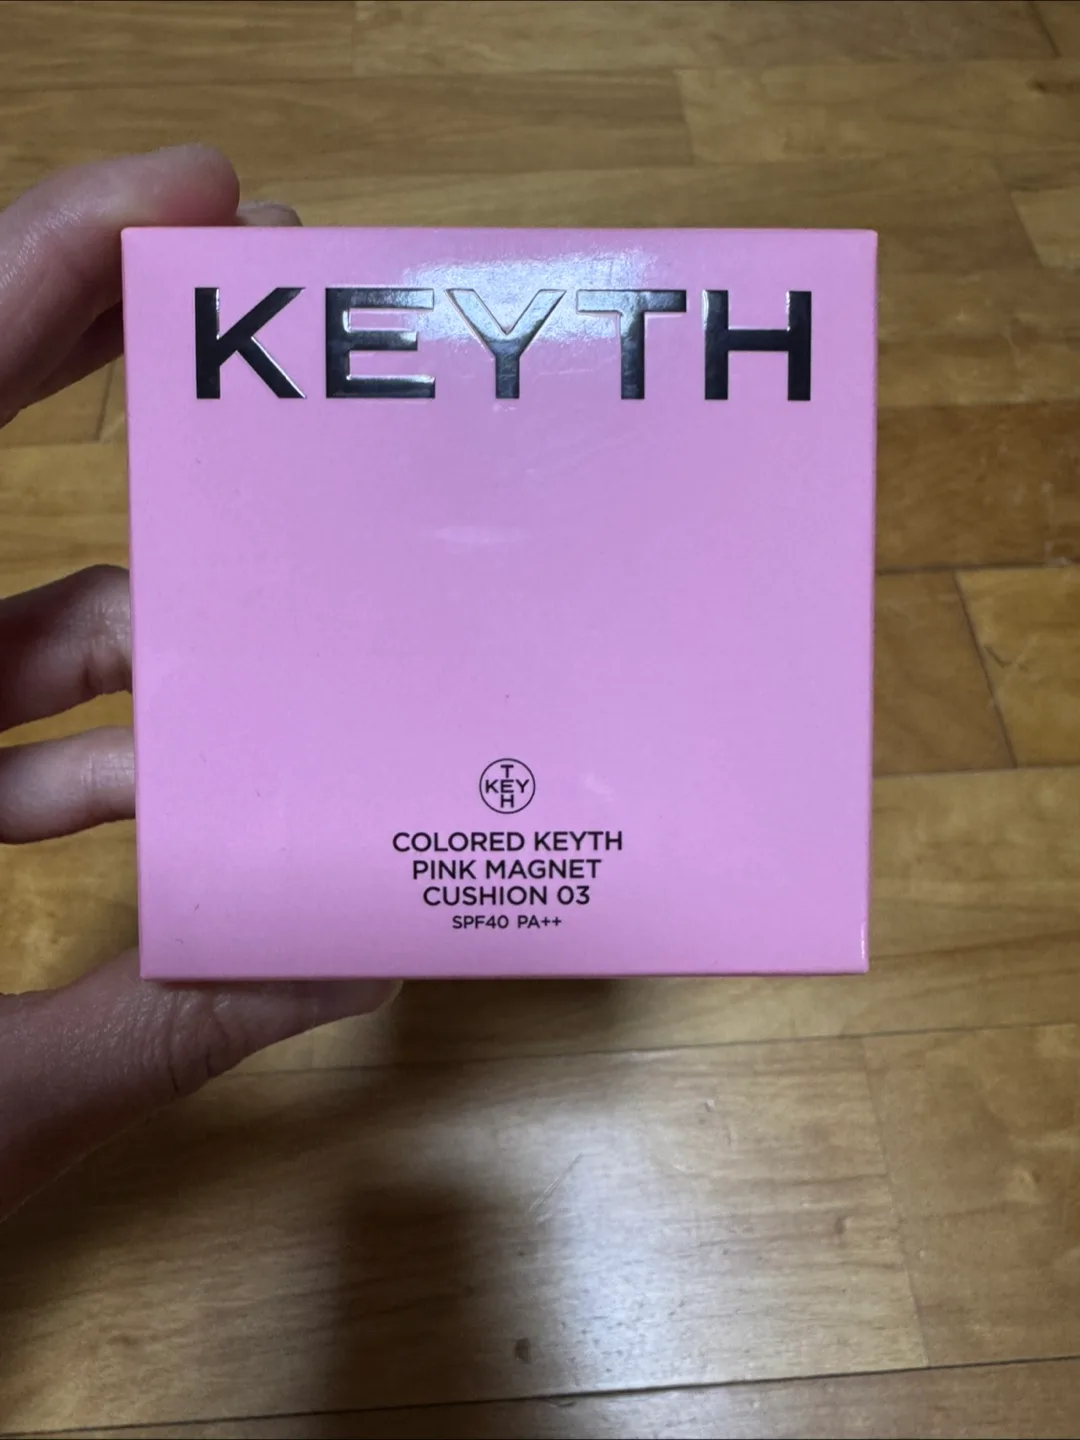 KEYTH
T
KEY
H
COLORED KEYTH
PINK MAGNET
CUSHION 03
SPF40 PA++